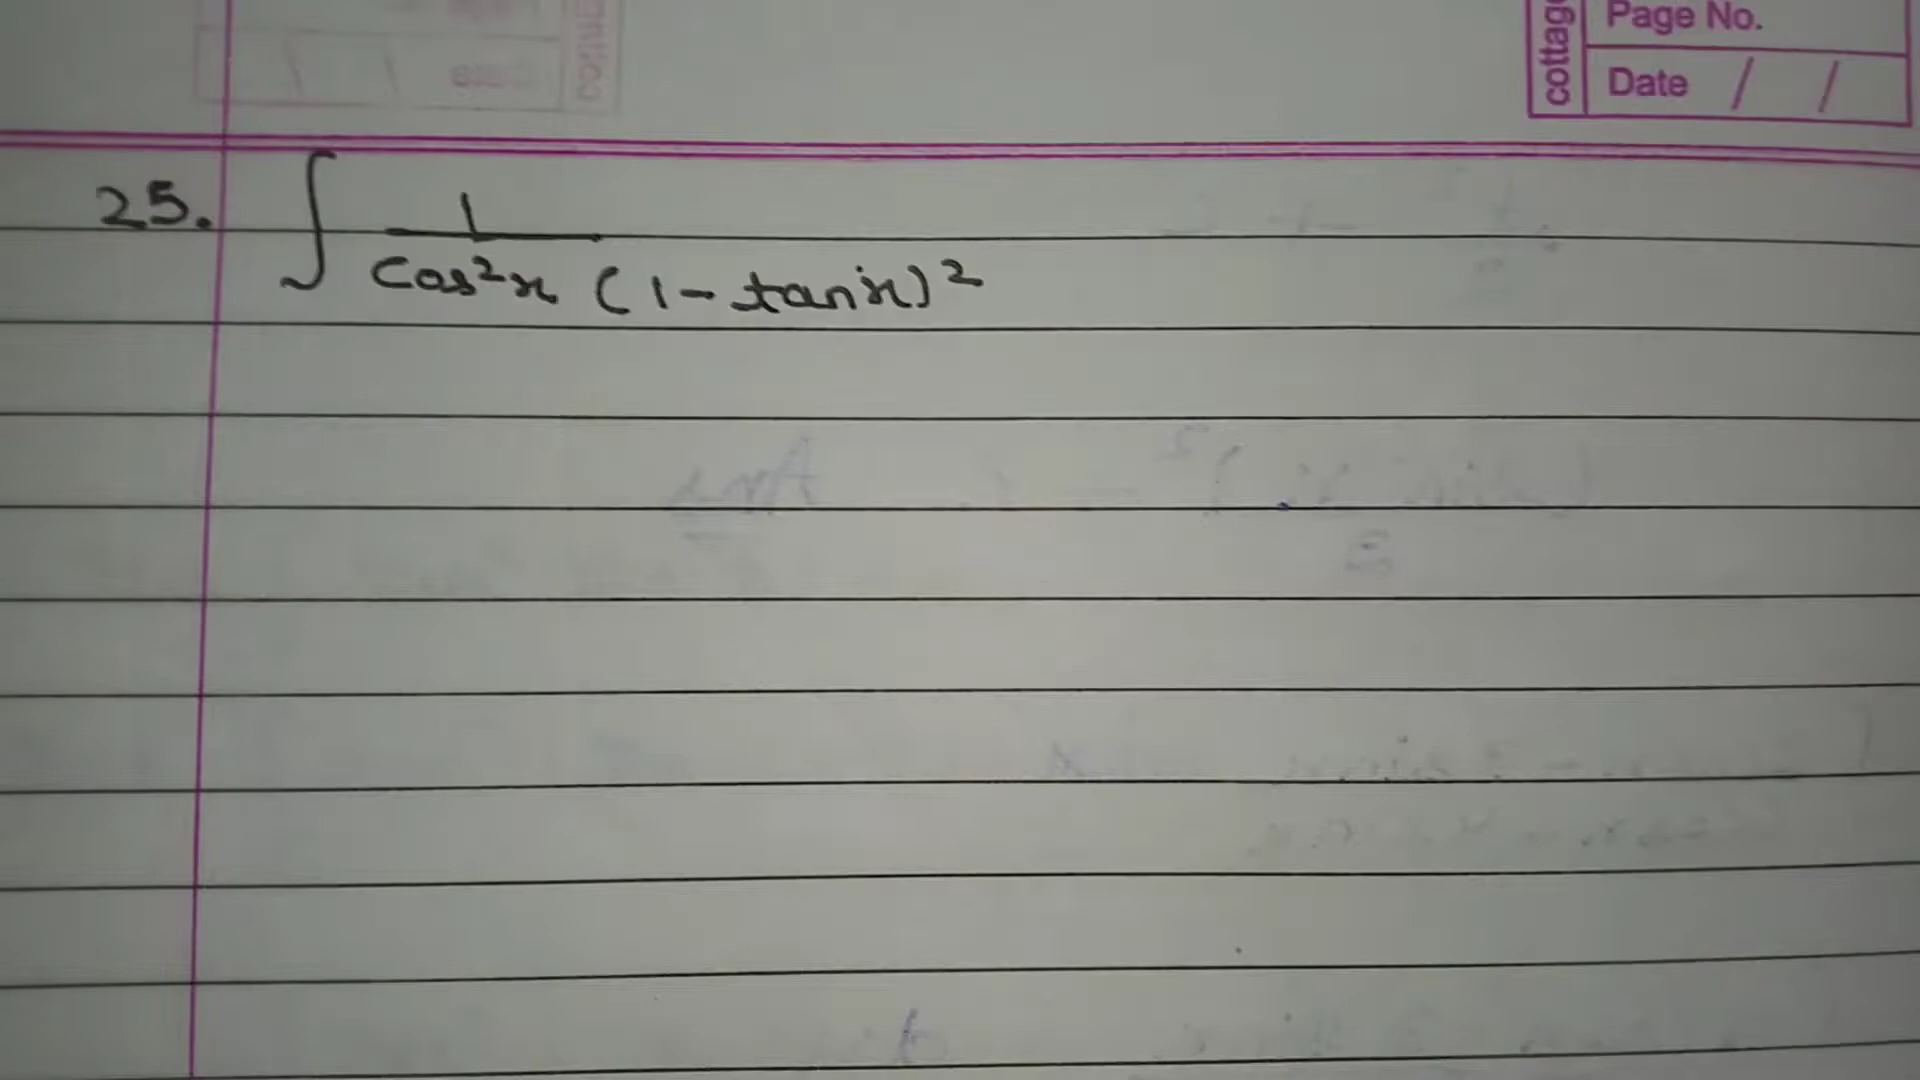 cottage
Page No.
Date / /
25. ∫ 1
cos²x (1 - tanx)²